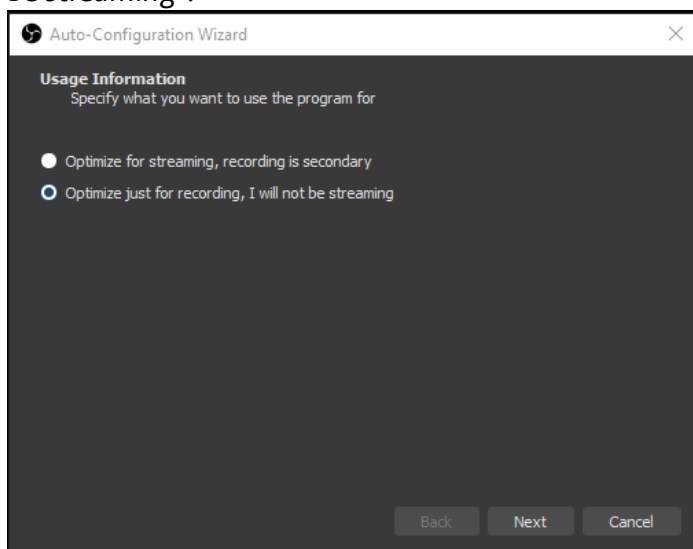 Auto-Configuration Wizard
Usage Information
Specify what you want to use the program for
Optimize for streaming, recording is secondary
Optimize just for recording, I will not be streaming
Back Next Cancel